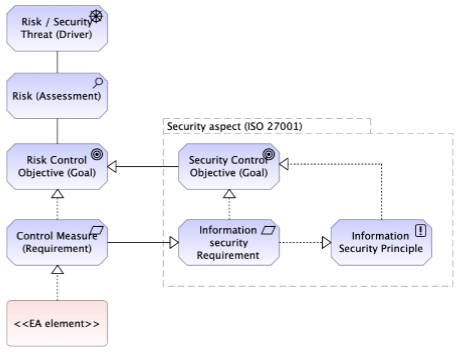 Risk / Security
Threat (Driver)
Risk (Assessment)
Security aspect (ISO 27001)
Risk Control
Objective (Goal)
Security Control
Objective (Goal)
Control Measure
(Requirement)
Information
security
Requirement
Information
Security Principle
<<EA element>>